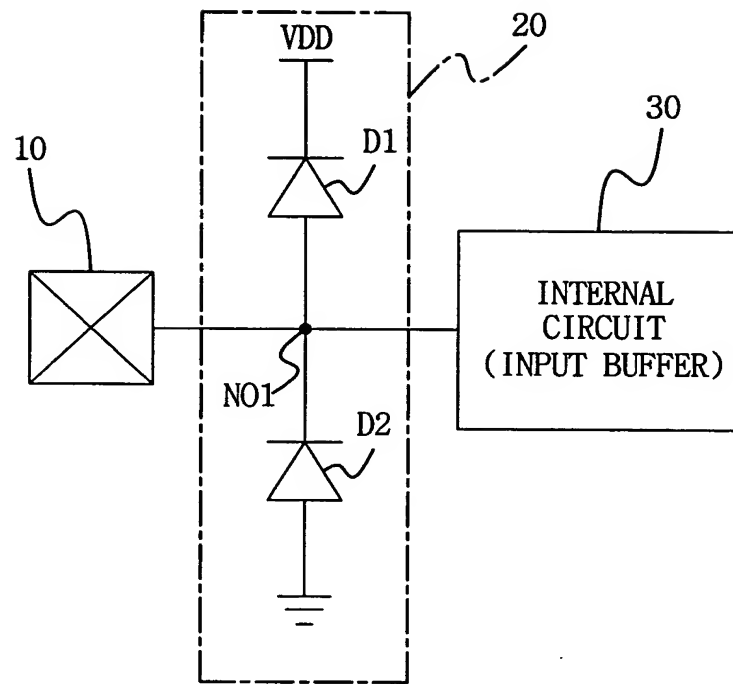 VDD
20
10
D1
30
INTERNAL
CIRCUIT
(INPUT BUFFER)
NO1
D2